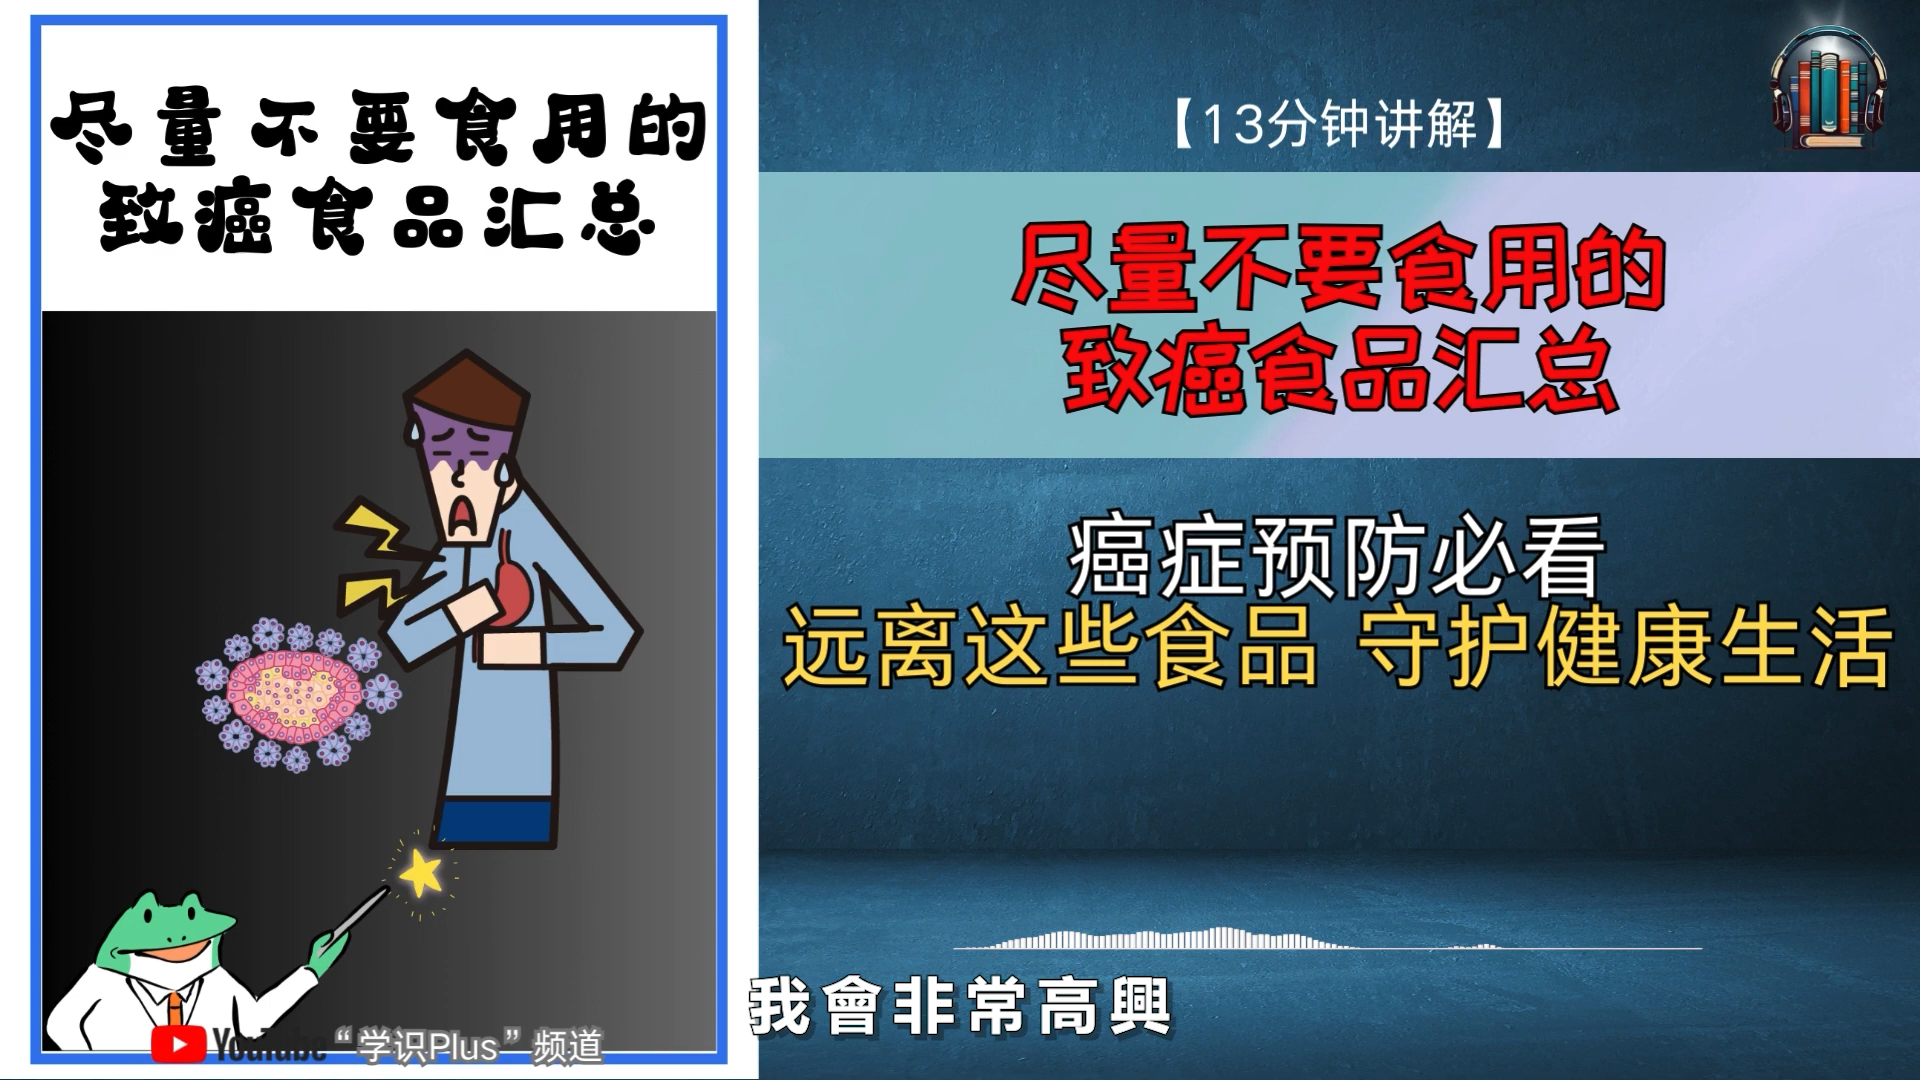 尽量不要食用的
致癌食品汇总
YouTube“学识Plus”频道
【13分钟讲解】
尽量不要食用的
致癌食品汇总
癌症预防必看
远离这些食品 守护健康生活
我會非常高興